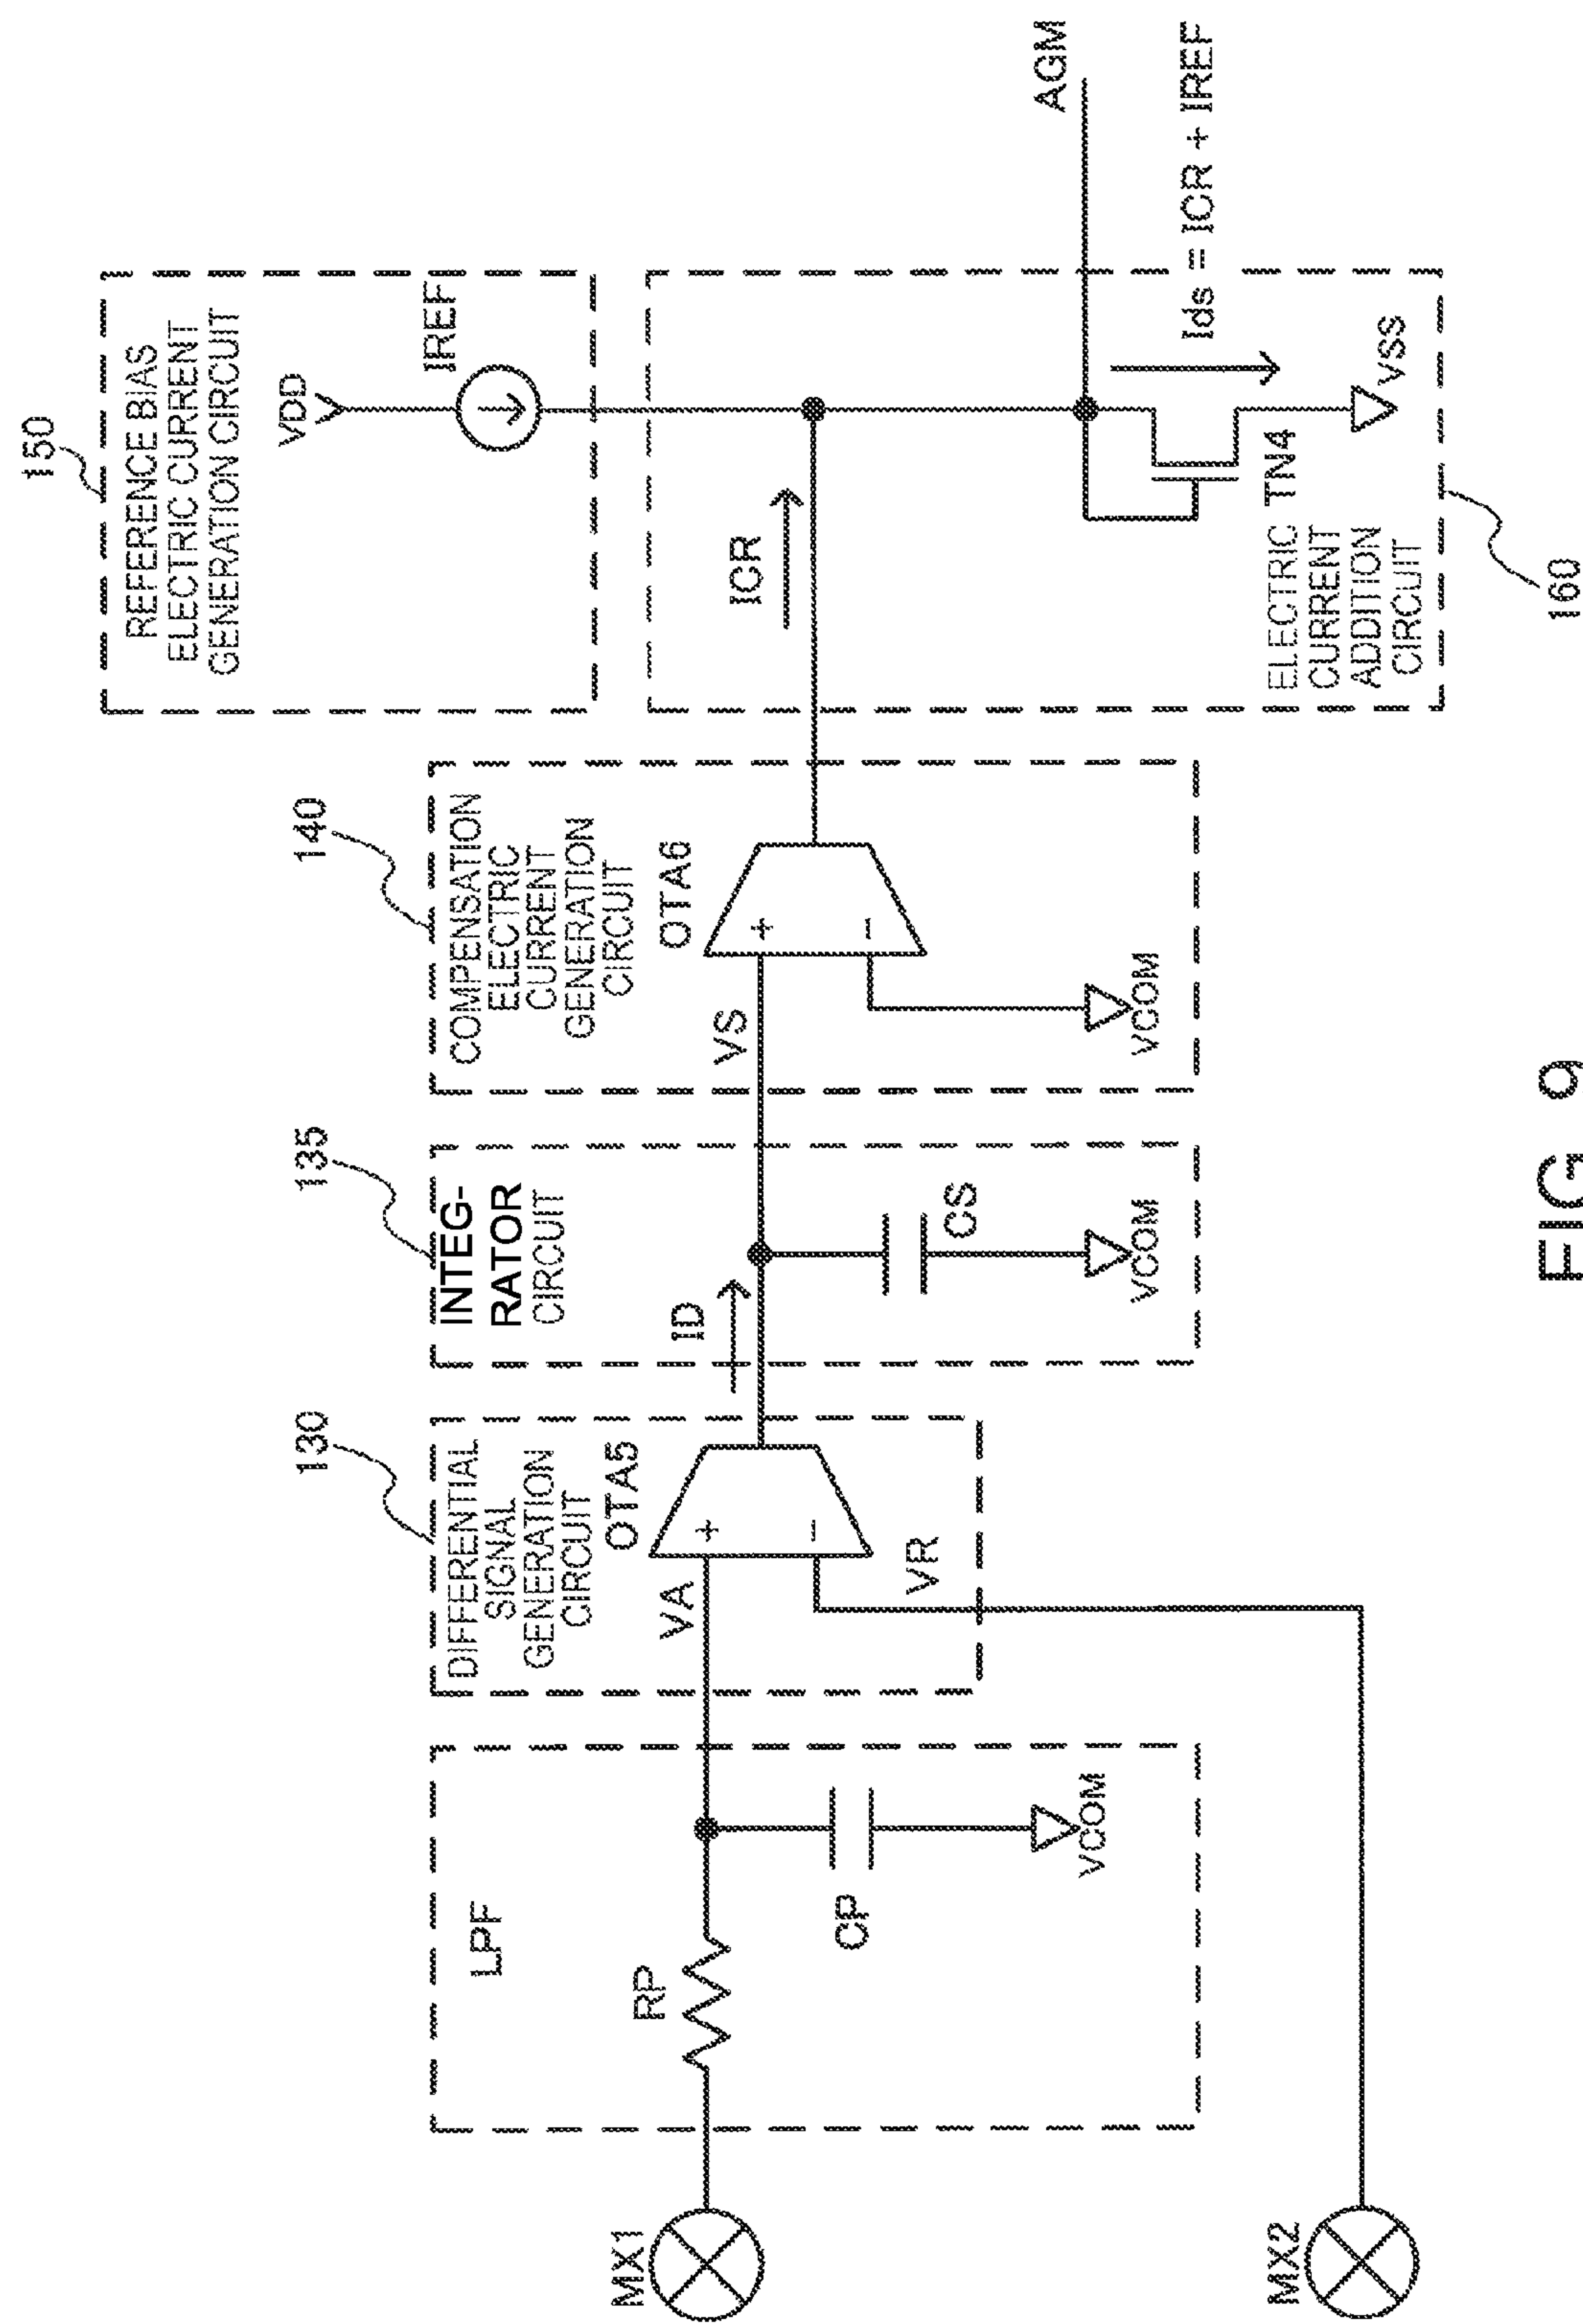 MX1
MX2
LPF
RP
CP
VCOM
130
DIFFERENTIAL
SIGNAL
GENERATION
CIRCUIT
OTA5
VA
+
−
VR
135
INTEG-
RATOR
CIRCUIT
ID
CS
VCOM
140
COMPENSATION
ELECTRIC
CURRENT
GENERATION
CIRCUIT
OTA6
VS
+
−
VCOM
150
REFERENCE BIAS
ELECTRIC CURRENT
GENERATION CIRCUIT
VDD
IREF
ICR
ELECTRIC
CURRENT
ADDITION
CIRCUIT
TN4
VSS
160
AGM
Ids = ICR + IREF
FIG. 9